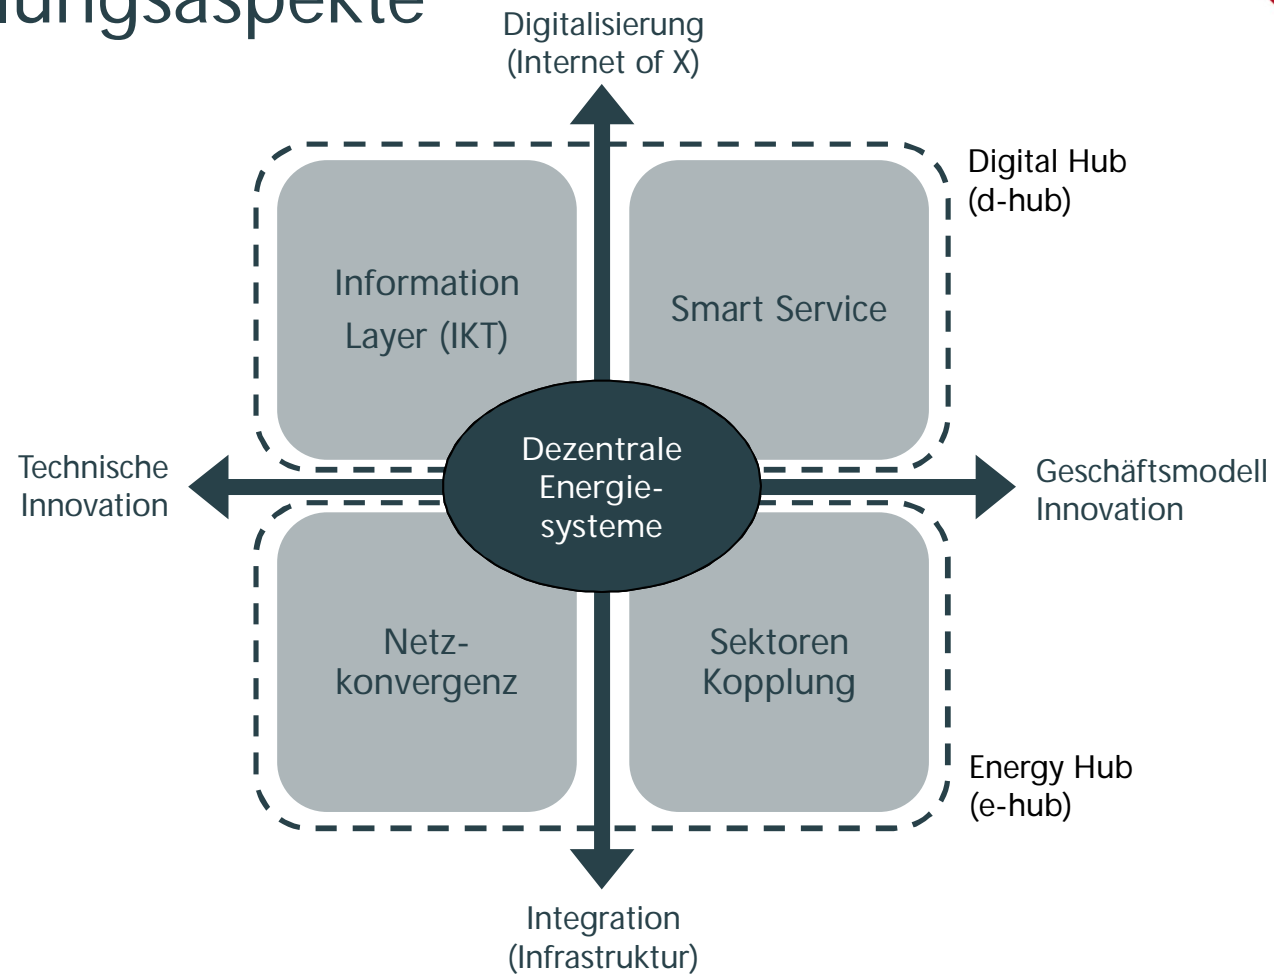 Digitalisierung
(Internet of X)
Digital Hub
(d-hub)
Information
Layer (IKT)
Smart Service
Technische
Innovation
Dezentrale
Energie-
systeme
Geschäftsmodell
Innovation
Netz-
konvergenz
Sektoren
Kopplung
Energy Hub
(e-hub)
Integration
(Infrastruktur)